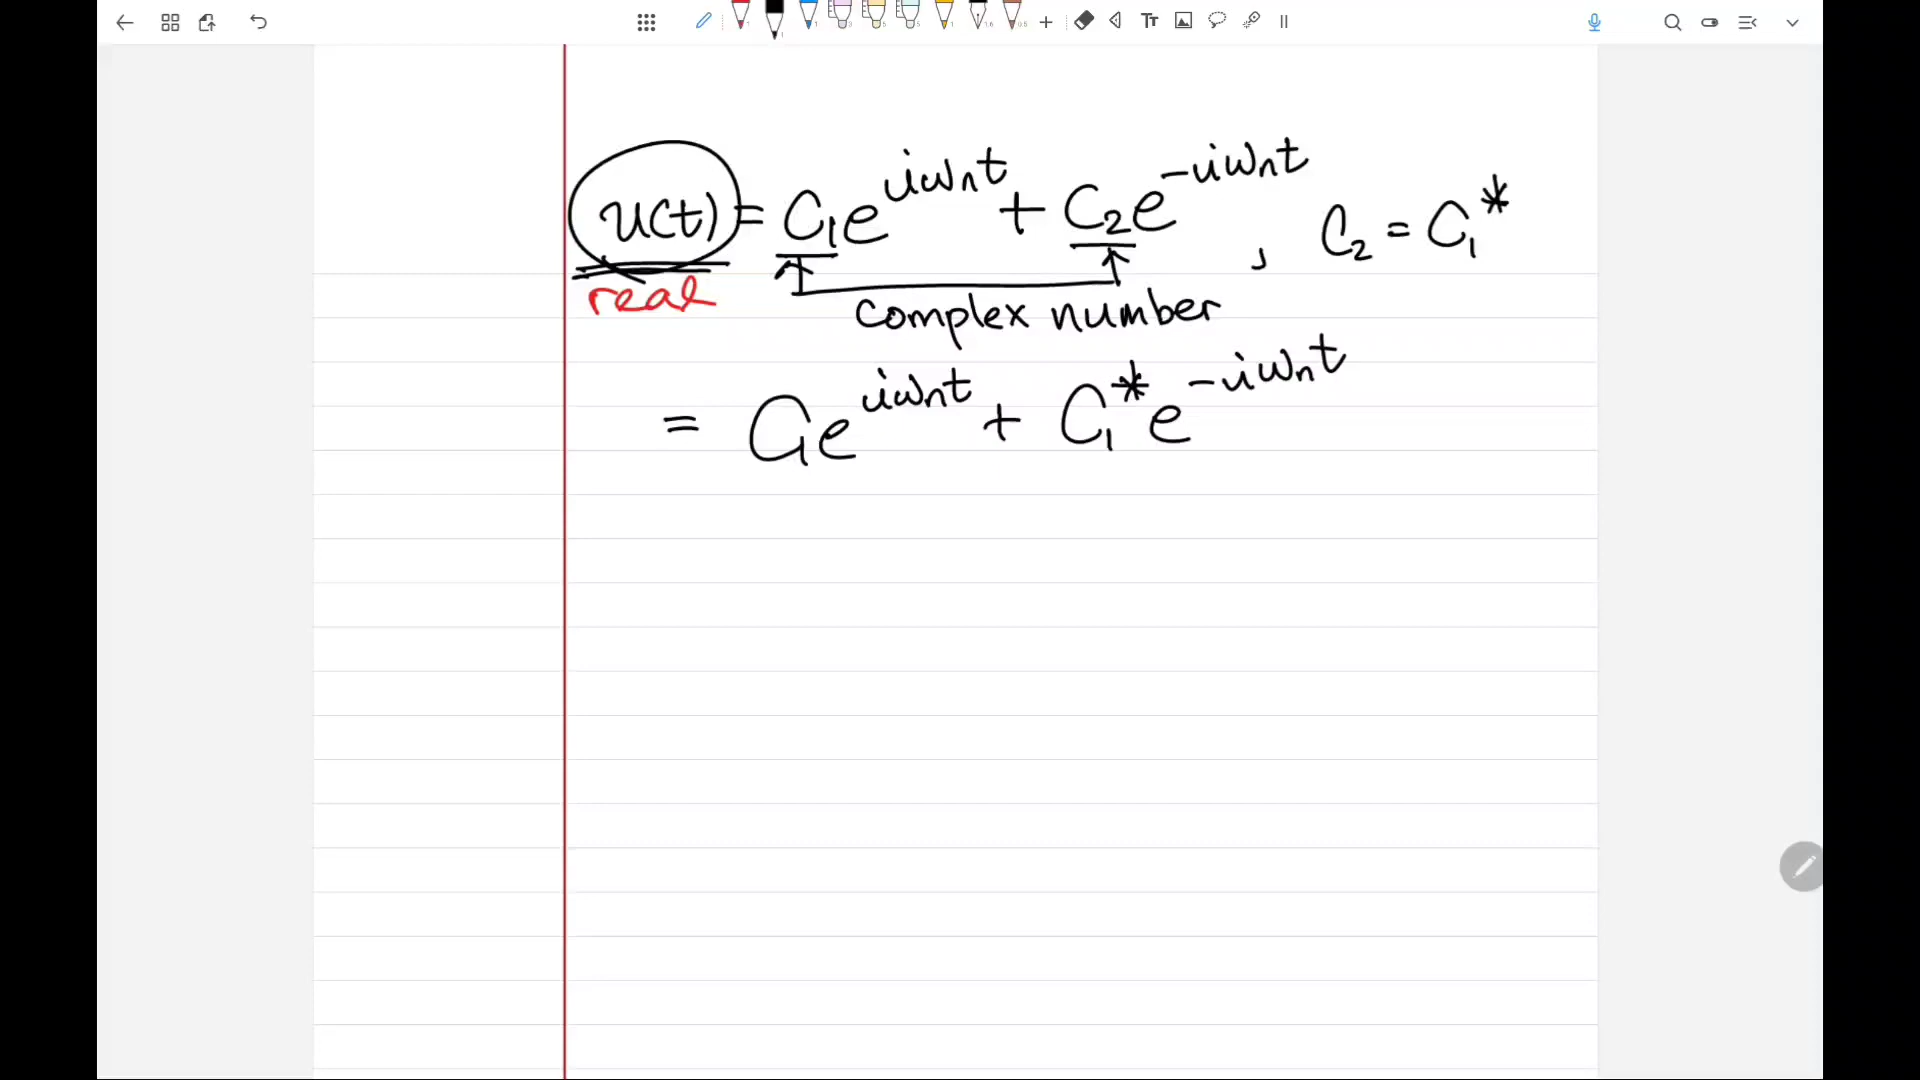 u(t) = C₁e^{iωₙt} + C₂e^{-iωₙt}, C₂ = C₁*
real
complex number
= C₁e^{iωₙt} + C₁*e^{-iωₙt}